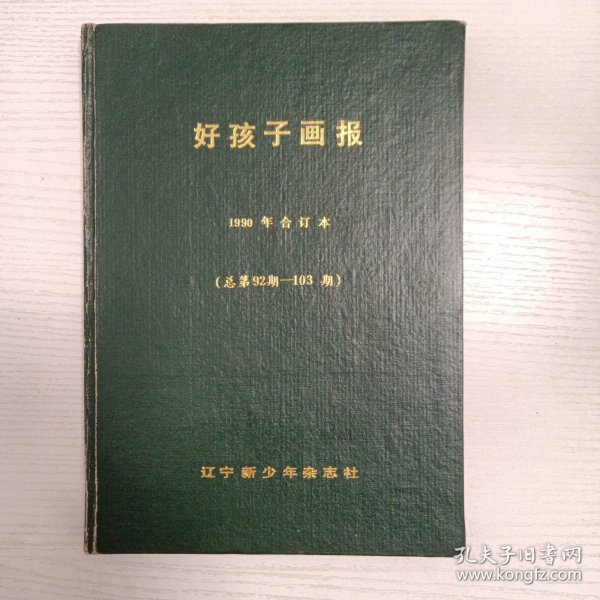 好孩子画报
1990 年合订本
(总第92期—103 期)
辽宁新少年杂志社
孔夫子旧书网
www.kongfz.com